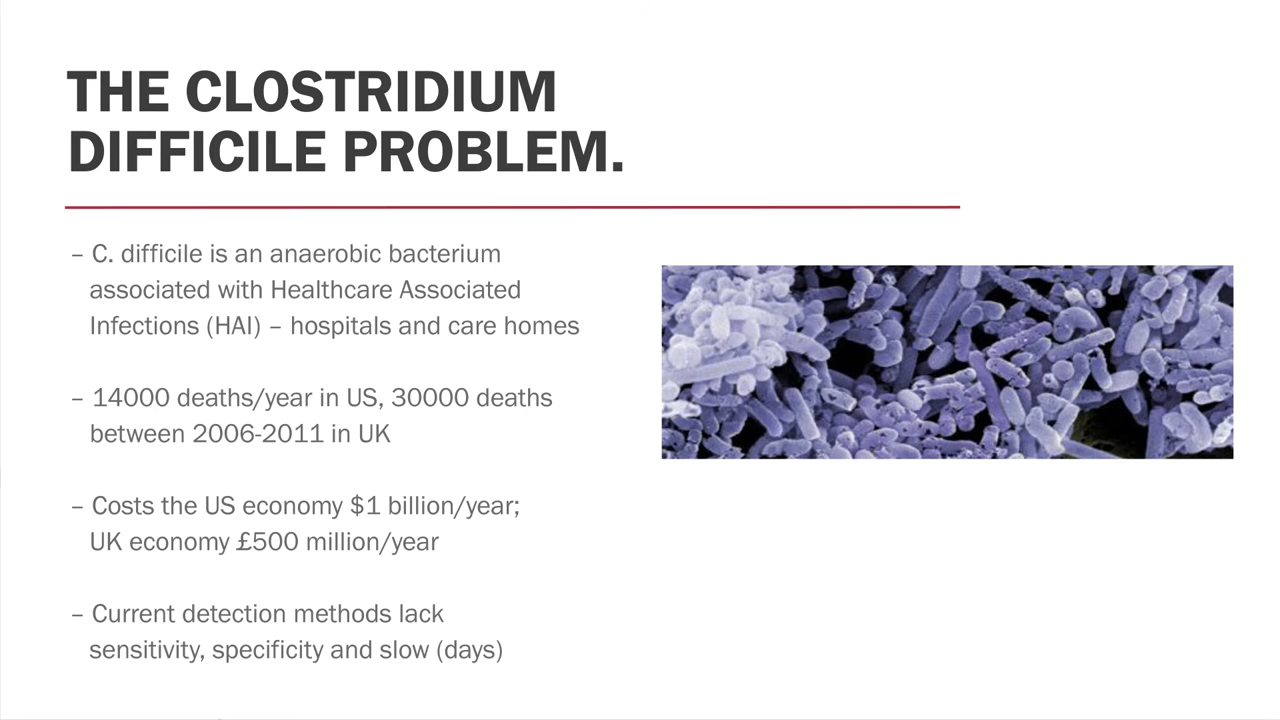 THE CLOSTRIDIUM
DIFFICILE PROBLEM.
– C. difficile is an anaerobic bacterium
associated with Healthcare Associated
Infections (HAI) – hospitals and care homes
– 14000 deaths/year in US, 30000 deaths
between 2006-2011 in UK
– Costs the US economy $1 billion/year;
UK economy £500 million/year
– Current detection methods lack
sensitivity, specificity and slow (days)